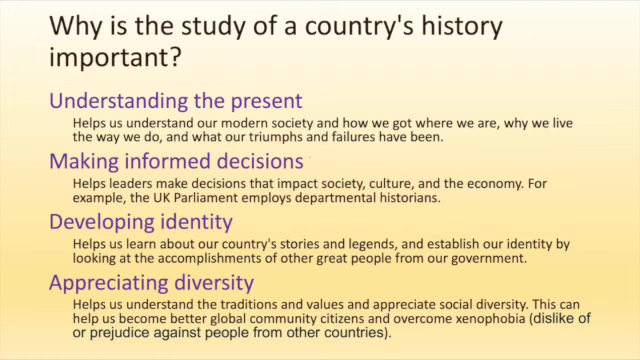 Why is the study of a country's history
important?
Understanding the present
Helps us understand our modern society and how we got where we are, why we live
the way we do, and what our triumphs and failures have been.
Making informed decisions
Helps leaders make decisions that impact society, culture, and the economy. For
example, the UK Parliament employs departmental historians.
Developing identity
Helps us learn about our country's stories and legends, and establish our identity by
looking at the accomplishments of other great people from our government.
Appreciating diversity
Helps us understand the traditions and values and appreciate social diversity. This can
help us become better global community citizens and overcome xenophobia (dislike of
or prejudice against people from other countries).